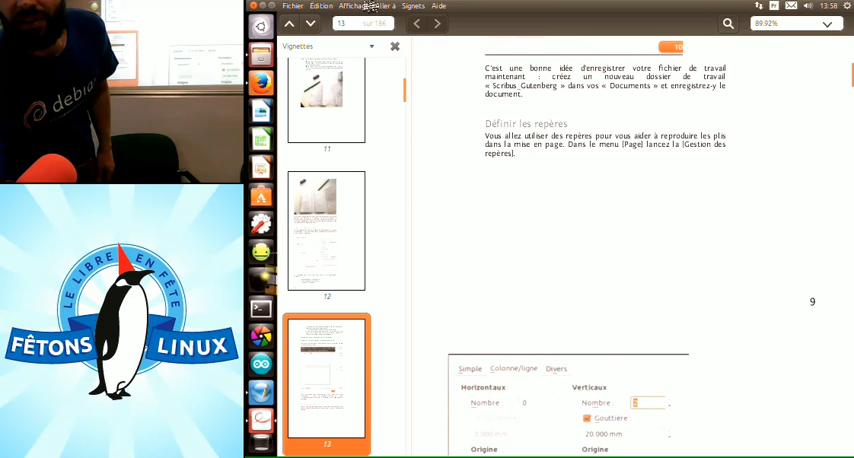 Fichier Édition Affichage Aller à Signets Aide
Fr 13:58
13 sur 186
89.92%
Vignettes
10
C'est une bonne idée d'enregistrer votre fichier de travail
maintenant : créez un nouveau dossier de travail
« Scribus_Gutenberg » dans vos « Documents » et enregistrez-y le
document.
Définir les repères
Vous allez utiliser des repères pour vous aider à reproduire les plis
dans la mise en page. Dans le menu [Page] lancez la [Gestion des
repères].
9
11
12
13
Simple Colonne/ligne Divers
Horizontaux Verticaux
Nombre 0 Nombre : 2
Gouttière
20.000 mm
Origine Origine
debia
LE LIBRE EN FÊTE
FÊTONS LINUX